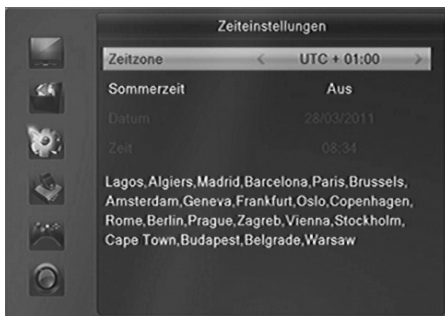 Zeiteinstellungen
Zeitzone < UTC + 01:00 >
Sommerzeit Aus
Datum 28/03/2011
Zeit 08:34
Lagos,Algiers,Madrid,Barcelona,Paris,Brussels,
Amsterdam,Geneva,Frankfurt,Oslo,Copenhagen,
Rome,Berlin,Prague,Zagreb,Vienna,Stockholm,
Cape Town,Budapest,Belgrade,Warsaw